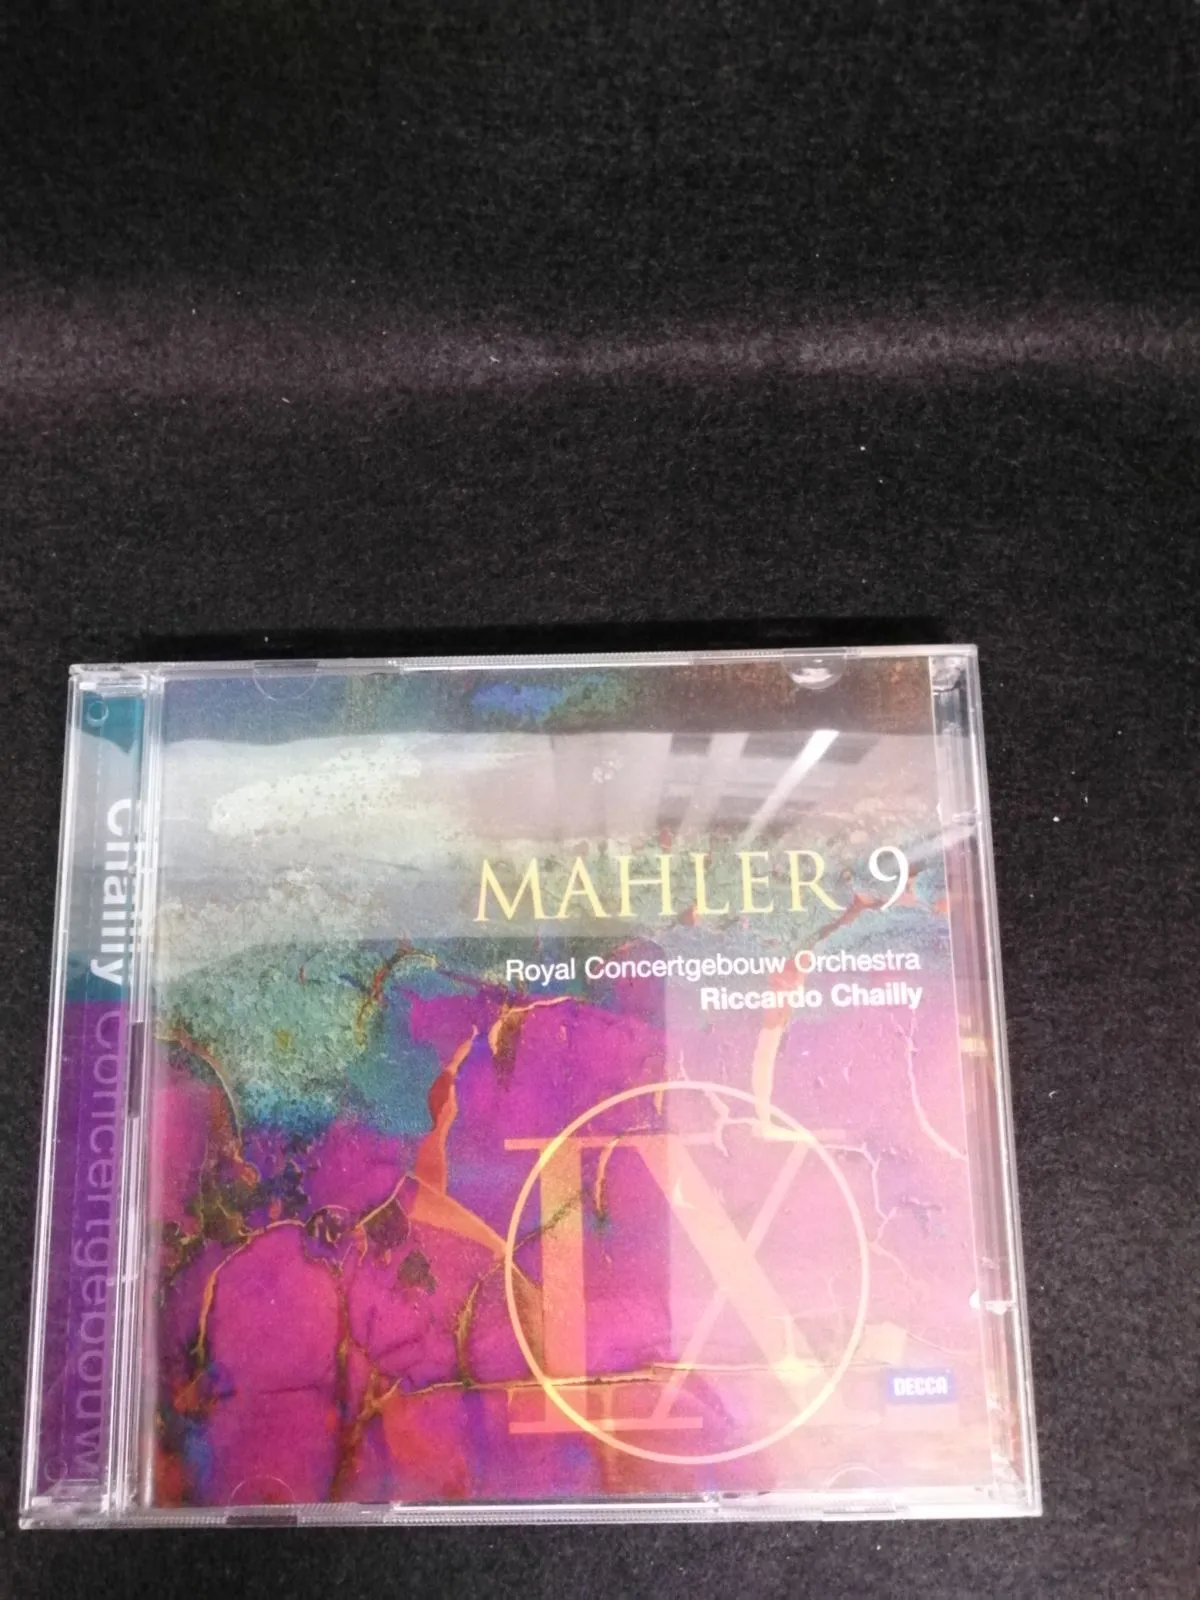 MAHLER 9
Royal Concertgebouw Orchestra
Riccardo Chailly
IX
DECCA
Chailly Concertgebouw